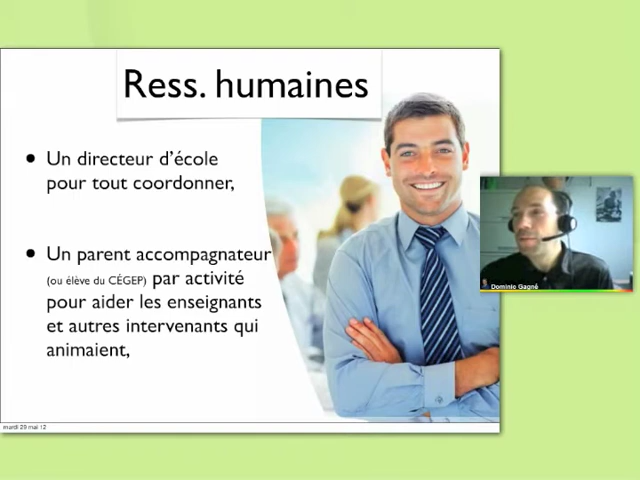 Ress. humaines
• Un directeur d'école
pour tout coordonner,
• Un parent accompagnateur
(ou élève du CÉGEP) par activité
pour aider les enseignants
et autres intervenants qui
animaient,
Dominic Gagné
mardi 29 mai 12